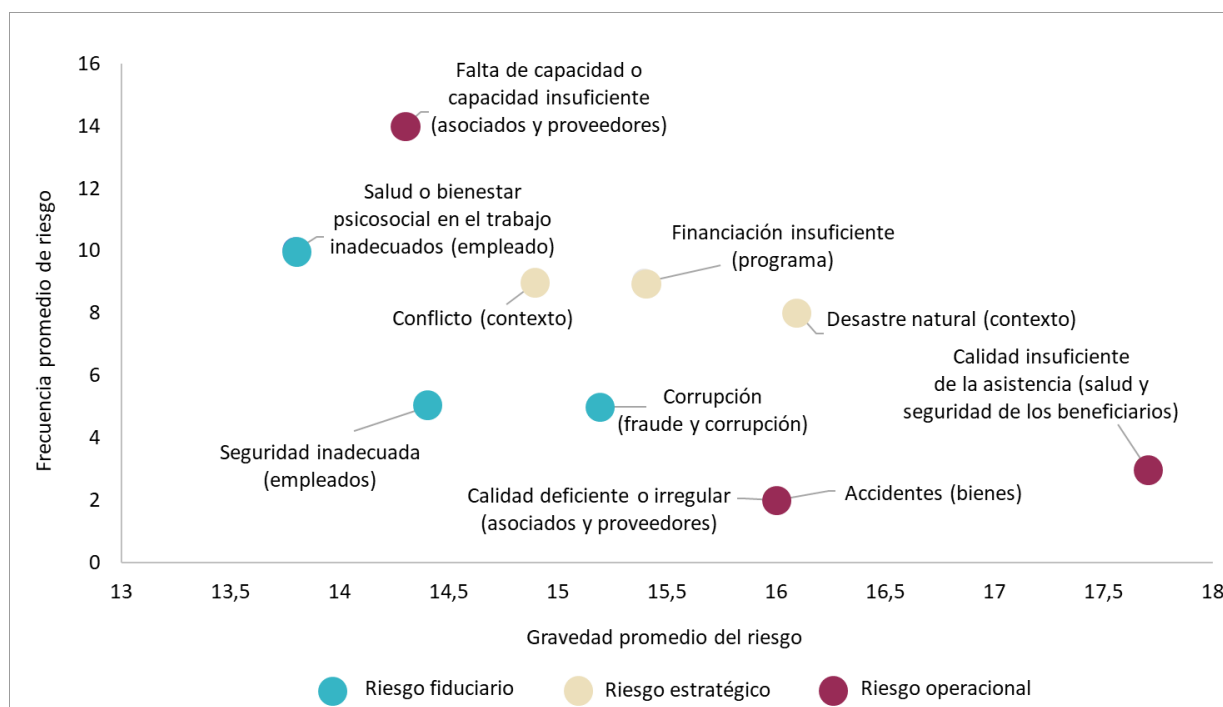 16
14
12
10
8
6
4
2
0
Frecuencia promedio de riesgo
Falta de capacidad o
capacidad insuficiente
(asociados y proveedores)
Salud o bienestar
psicosocial en el trabajo
inadecuados (empleado)
Financiación insuficiente
(programa)
Conflicto (contexto)
Desastre natural (contexto)
Calidad insuficiente
de la asistencia (salud y
seguridad de los beneficiarios)
Corrupción
(fraude y corrupción)
Seguridad inadecuada
(empleados)
Calidad deficiente o irregular
(asociados y proveedores)
Accidentes (bienes)
13 13,5 14 14,5 15 15,5 16 16,5 17 17,5 18
Gravedad promedio del riesgo
Riesgo fiduciario Riesgo estratégico Riesgo operacional